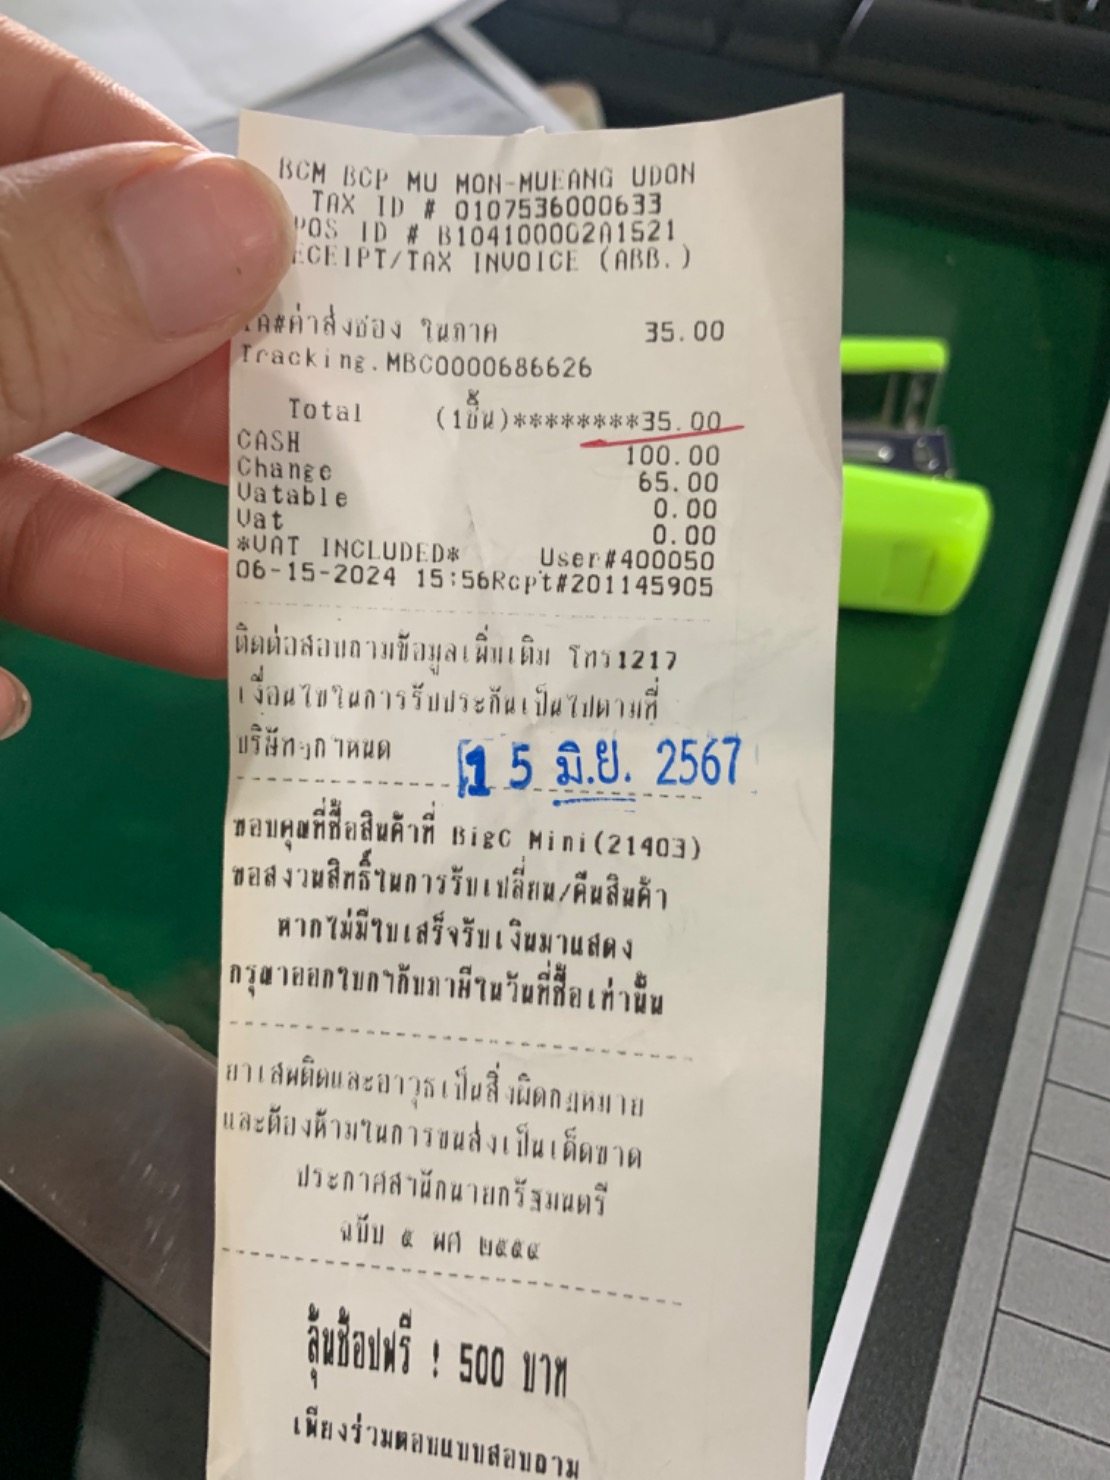 BCM BCP MU MON-MUEANG UDON
TAX ID # 0107536000633
POS ID # B104100002A1521
RECEIPT/TAX INVOICE (ABB.)
#ค่าส่งของ ในภาค 35.00
Tracking.MBC0000686626
Total (1ชิ้น)********35.00
CASH 100.00
Change 65.00
Vatable 0.00
Vat 0.00
*VAT INCLUDED* User#400050
06-15-2024 15:56Rcpt#201145905
ติดต่อสอบถามข้อมูลเพิ่มเติม โทร1217
เงื่อนไขในการรับประกันเป็นไปตามที่
บริษัทฯกำหนด
15 มิ.ย. 2567
ขอบคุณที่ซื้อสินค้าที่ BigC Mini(21403)
ขอสงวนสิทธิ์ในการรับเปลี่ยน/คืนสินค้า
หากไม่มีใบเสร็จรับเงินมาแสดง
กรุณาออกใบกำกับภาษีในวันที่ซื้อเท่านั้น
ยาเสพติดและอาวุธเป็นสิ่งผิดกฎหมาย
และต้องห้ามในการขนส่งเป็นเด็ดขาด
ประกาศสำนักนายกรัฐมนตรี
ฉบับ ๕ พศ ๒๕๕๔
ลุ้นช้อปฟรี ! 500 บาท
เพียงร่วมตอบแบบสอบถาม